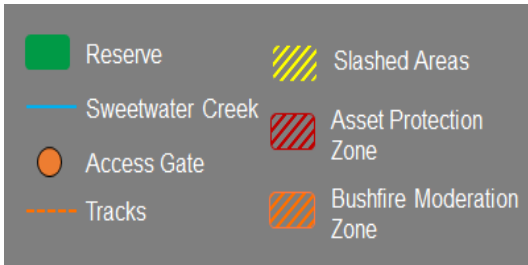 Reserve
Sweetwater Creek
Access Gate
Tracks
Slashed Areas
Asset Protection
Zone
Bushfire Moderation
Zone